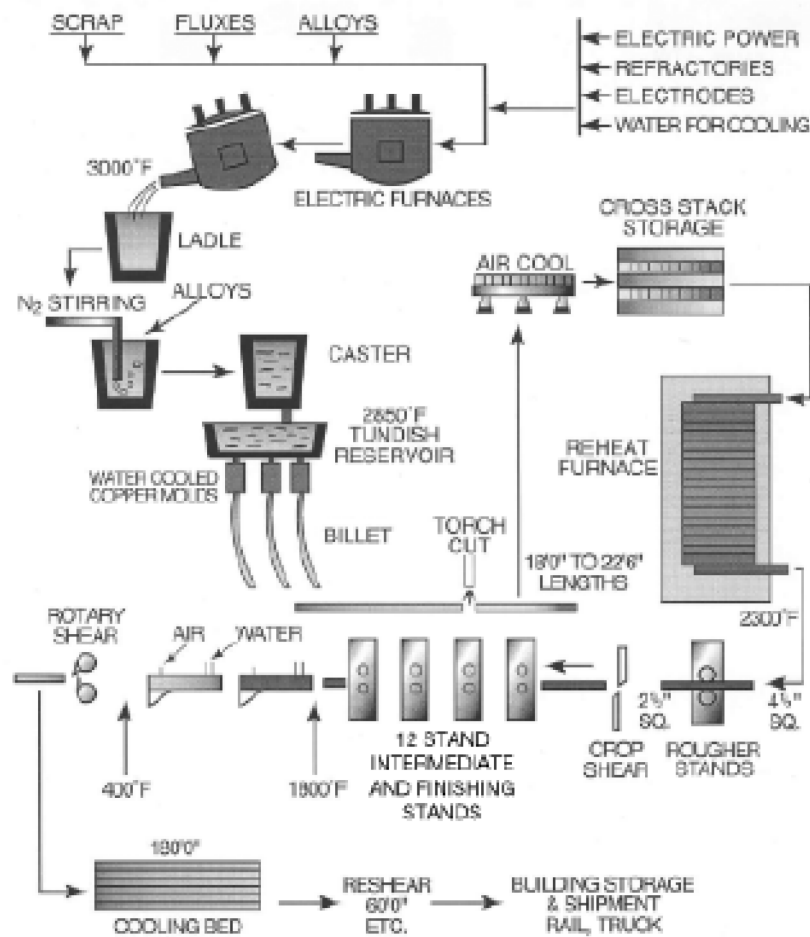 SCRAP
FLUXES
ALLOYS
ELECTRIC POWER
REFRACTORIES
ELECTRODES
WATER FOR COOLING
3000°F
ELECTRIC FURNACES
LADLE
CROSS STACK
STORAGE
AIR COOL
N₂ STIRRING
ALLOYS
CASTER
2850°F
TUNDISH
RESERVOIR
WATER COOLED
COPPER MOLDS
BILLET
REHEAT
FURNACE
TORCH
CUT
18'0" TO 22'6"
LENGTHS
2300°F
ROTARY
SHEAR
AIR
WATER
2½"
SQ.
SQ.
CROP
SHEAR
ROUGHER
STANDS
12 STAND
INTERMEDIATE
AND FINISHING
STANDS
400°F
1800°F
180'0"
COOLING BED
RESHEAR
60'0"
ETC.
BUILDING STORAGE
& SHIPMENT
RAIL, TRUCK